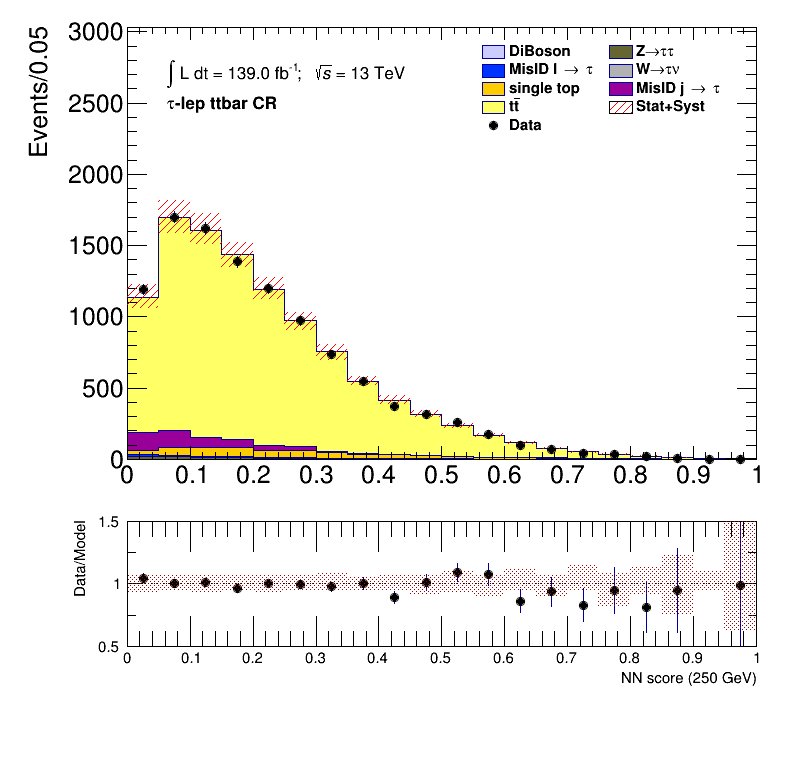 Events/0.05
3000
2500
2000
1500
1000
500
0
∫ L dt = 139.0 fb⁻¹; √s = 13 TeV
τ-lep ttbar CR
DiBoson
MisID l → τ
single top
tt̄
Data
Z→ττ
W→τν
MisID j → τ
Stat+Syst
0 0.1 0.2 0.3 0.4 0.5 0.6 0.7 0.8 0.9 1
Data/Model
1.5
1
0.5
0 0.1 0.2 0.3 0.4 0.5 0.6 0.7 0.8 0.9 1
NN score (250 GeV)